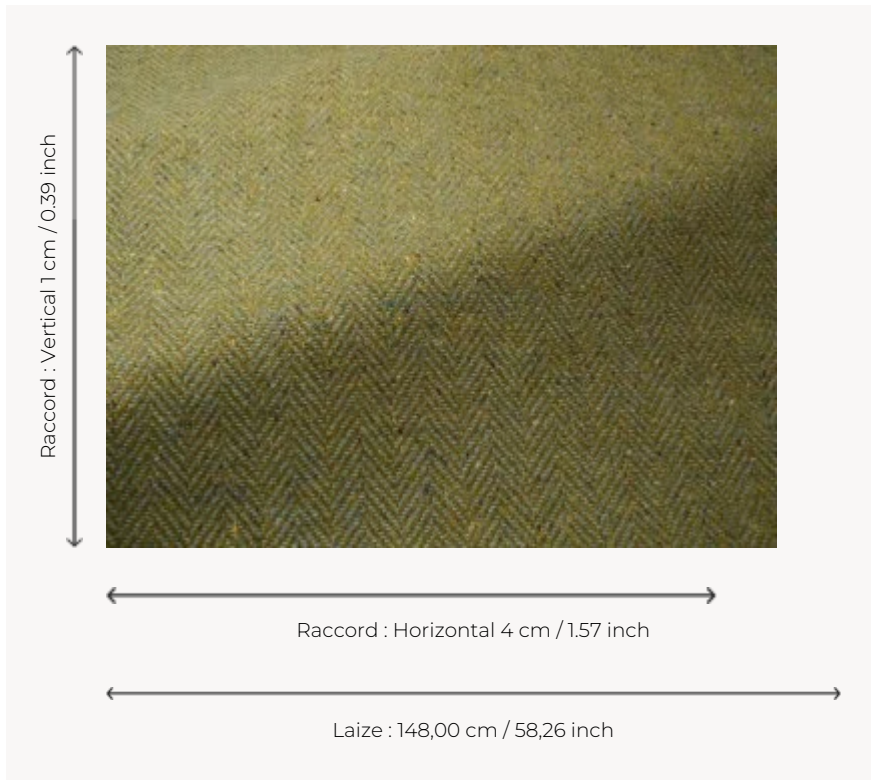 Raccord : Vertical 1 cm / 0.39 inch
Raccord : Horizontal 4 cm / 1.57 inch
Laize : 148,00 cm / 58,26 inch